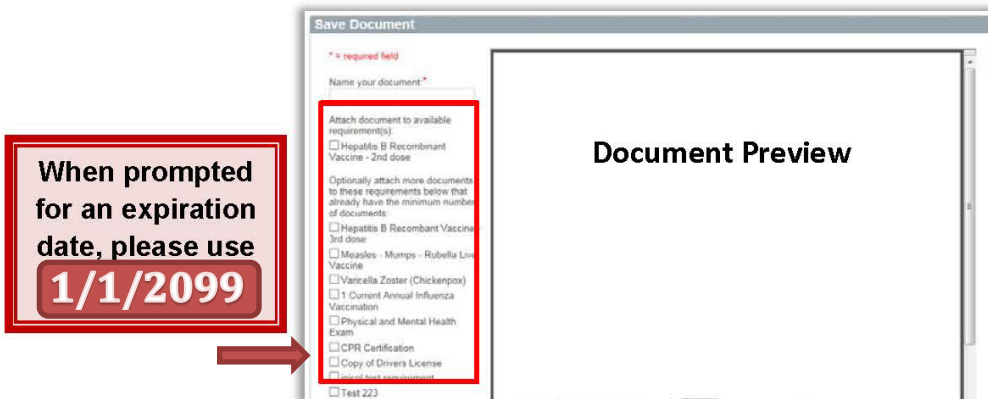 Save Document
* = required field
Name your document:*
Attach document to available
requirement(s):
Hepatitis B Recombinant
Vaccine - 2nd dose
Optionally attach more documents
to these requirements below that
already have the minimum number
of documents:
Hepatitis B Recombant Vaccine -
3rd dose
Measles - Mumps - Rubella Live
Vaccine
Varicella Zoster (Chickenpox)
1 Current Annual Influenza
Vaccination
Physical and Mental Health
Exam
CPR Certification
Copy of Drivers License
test requirement
Test 223
Document Preview
When prompted
for an expiration
date, please use
1/1/2099